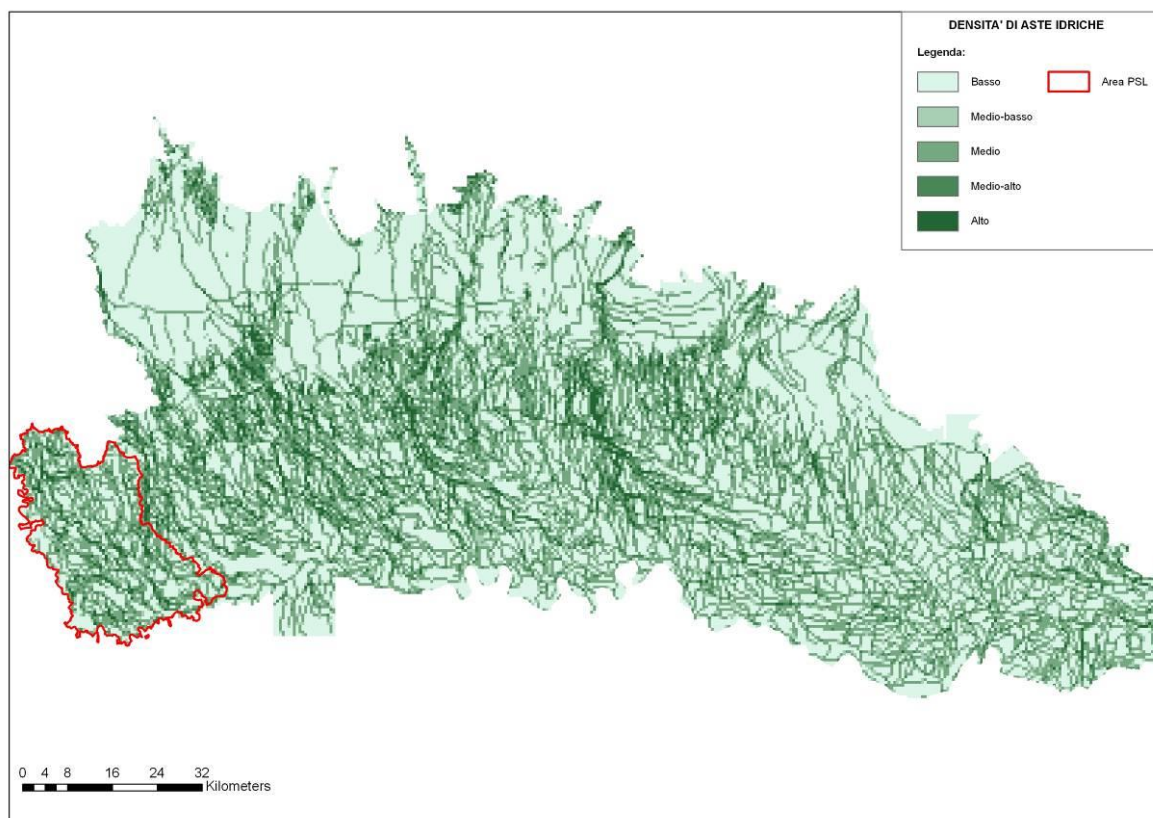 DENSITA' DI ASTE IDRICHE
Legenda:
Basso Area PSL
Medio-basso
Medio
Medio-alto
Alto
0 4 8 16 24 32
Kilometers